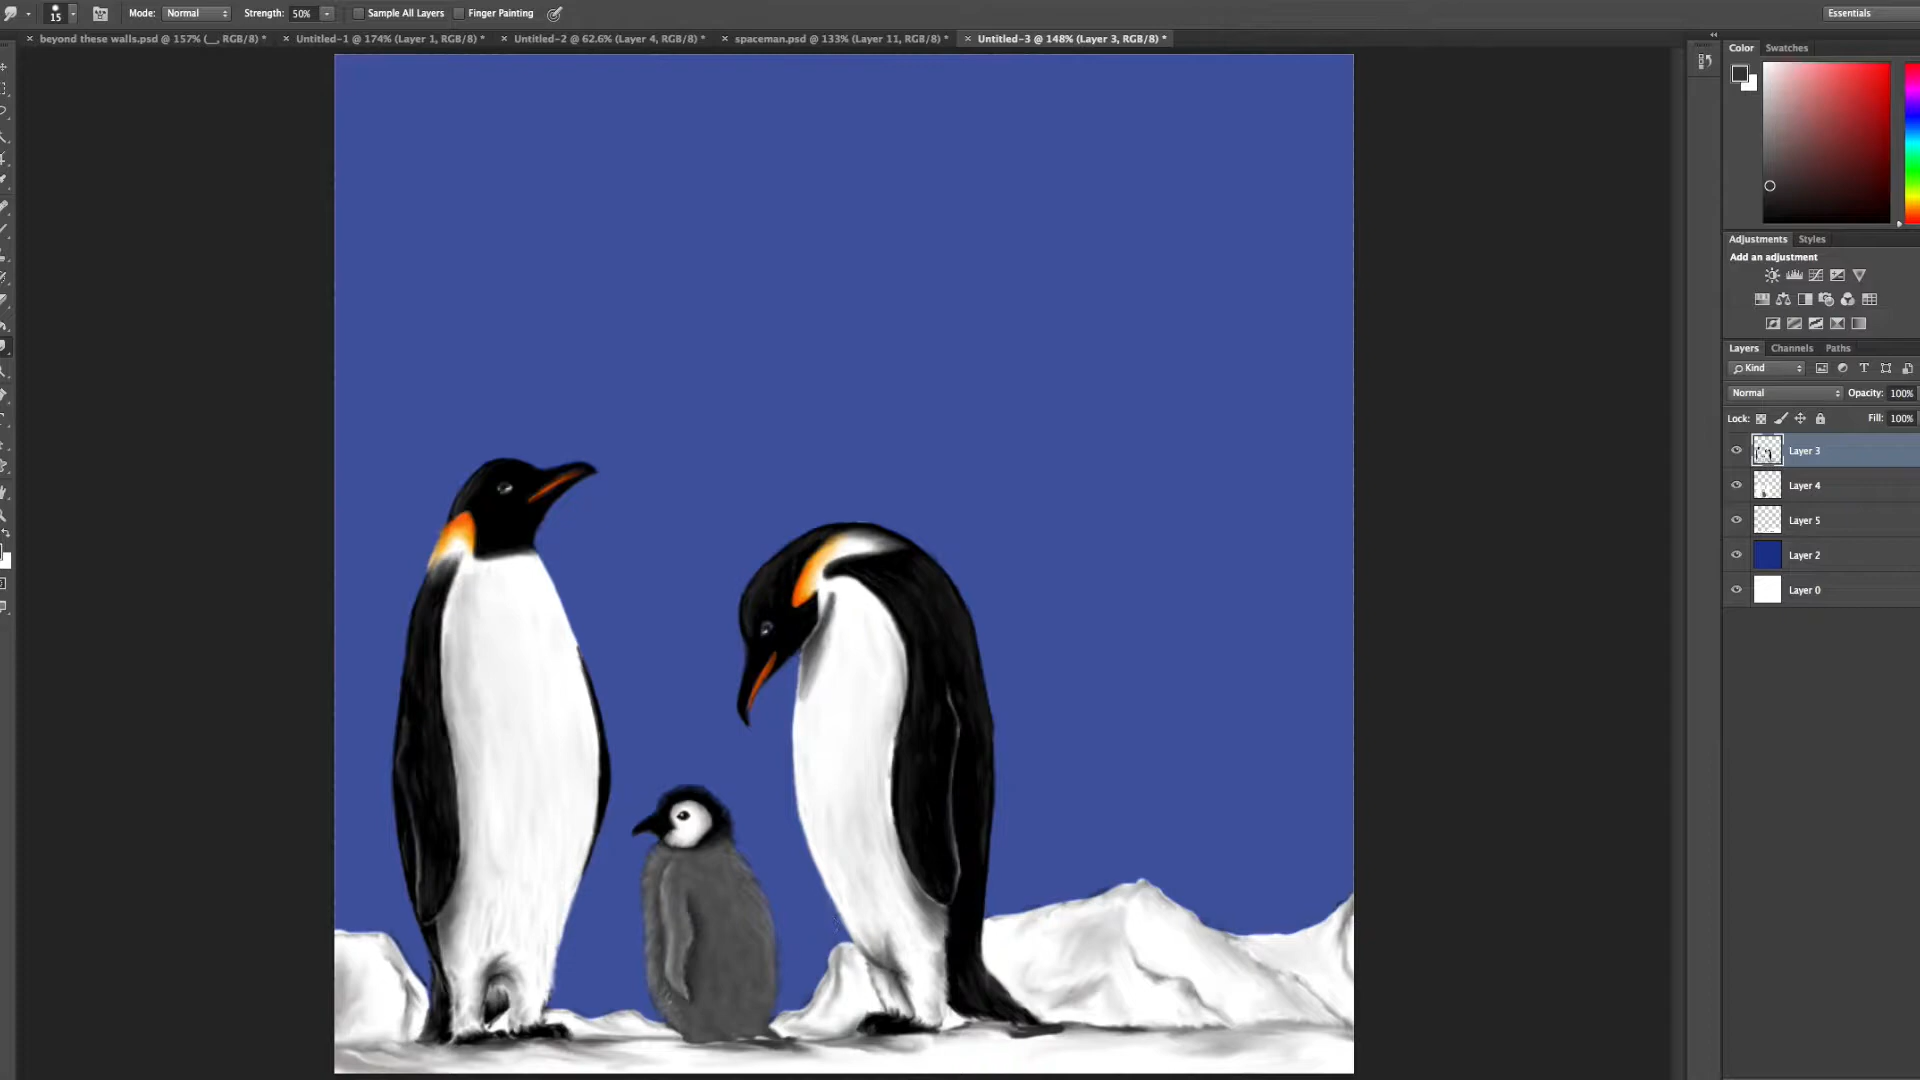 15 Mode: Normal Strength: 50% Sample All Layers Finger Painting Essentials
beyond these walls.psd @ 157% (__, RGB/8) * Untitled-1 @ 174% (Layer 1, RGB/8) * Untitled-2 @ 62.6% (Layer 4, RGB/8) * spaceman.psd @ 133% (Layer 11, RGB/8) * Untitled-3 @ 148% (Layer 3, RGB/8) *
Color Swatches
Adjustments Styles
Add an adjustment
Layers Channels Paths
Kind
Normal Opacity: 100%
Lock: Fill: 100%
Layer 3
Layer 4
Layer 5
Layer 2
Layer 0